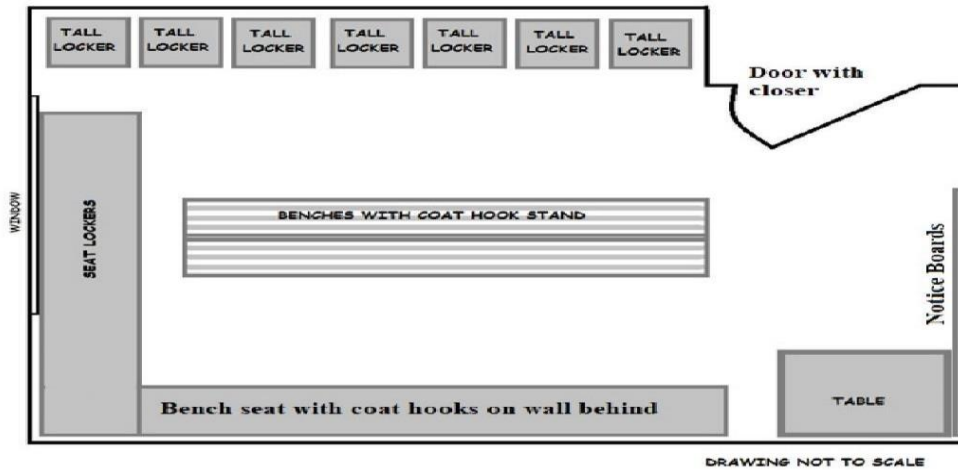 TALL
LOCKER
TALL
LOCKER
TALL
LOCKER
TALL
LOCKER
TALL
LOCKER
TALL
LOCKER
TALL
LOCKER
Door with
closer
WINDOW
SEAT LOCKERS
BENCHES WITH COAT HOOK STAND
Notice Boards
Bench seat with coat hooks on wall behind
TABLE
DRAWING NOT TO SCALE